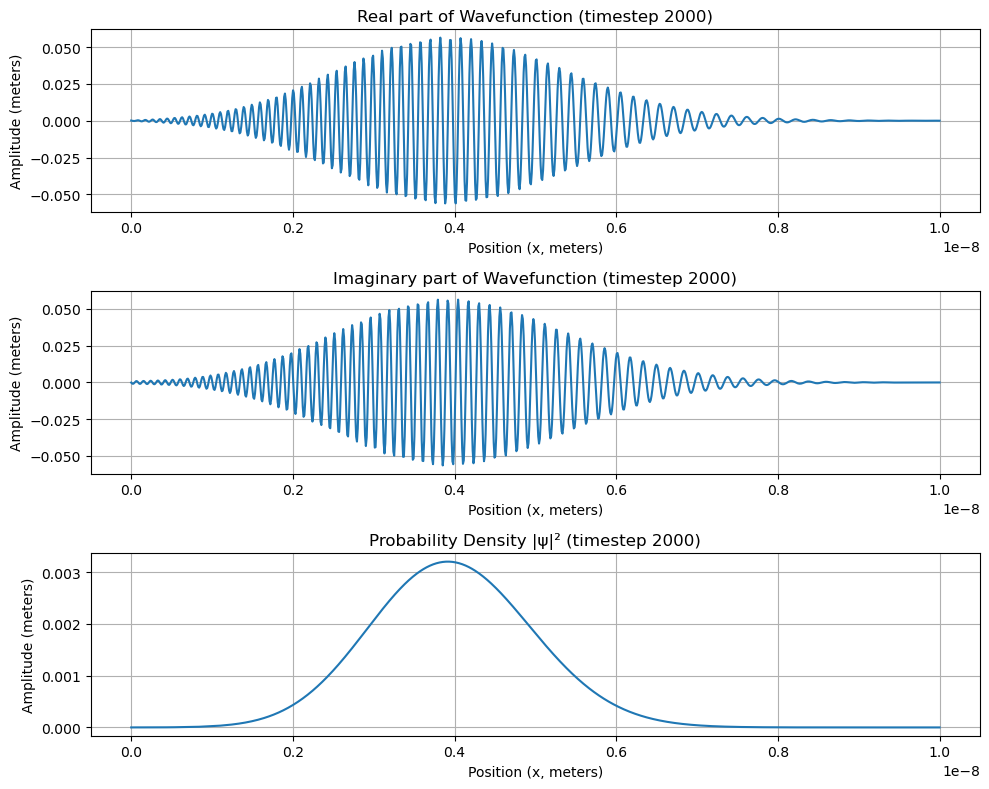 Real part of Wavefunction (timestep 2000)
Amplitude (meters)
0.050
0.025
0.000
−0.025
−0.050
0.0 0.2 0.4 0.6 0.8 1.0
1e−8
Position (x, meters)
Imaginary part of Wavefunction (timestep 2000)
Amplitude (meters)
0.050
0.025
0.000
−0.025
−0.050
0.0 0.2 0.4 0.6 0.8 1.0
1e−8
Position (x, meters)
Probability Density |ψ|² (timestep 2000)
Amplitude (meters)
0.003
0.002
0.001
0.000
0.0 0.2 0.4 0.6 0.8 1.0
1e−8
Position (x, meters)